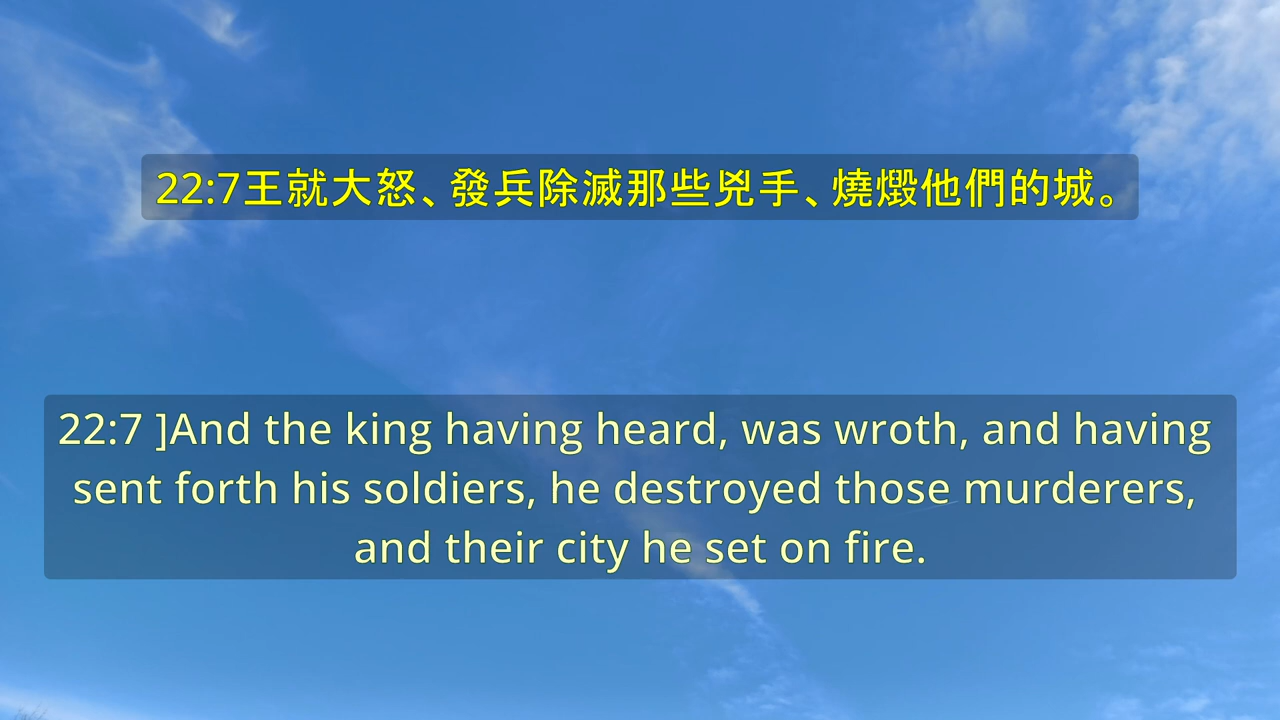 22:7王就大怒、發兵除滅那些兇手、燒燬他們的城。
22:7 ]And the king having heard, was wroth, and having
sent forth his soldiers, he destroyed those murderers,
and their city he set on fire.